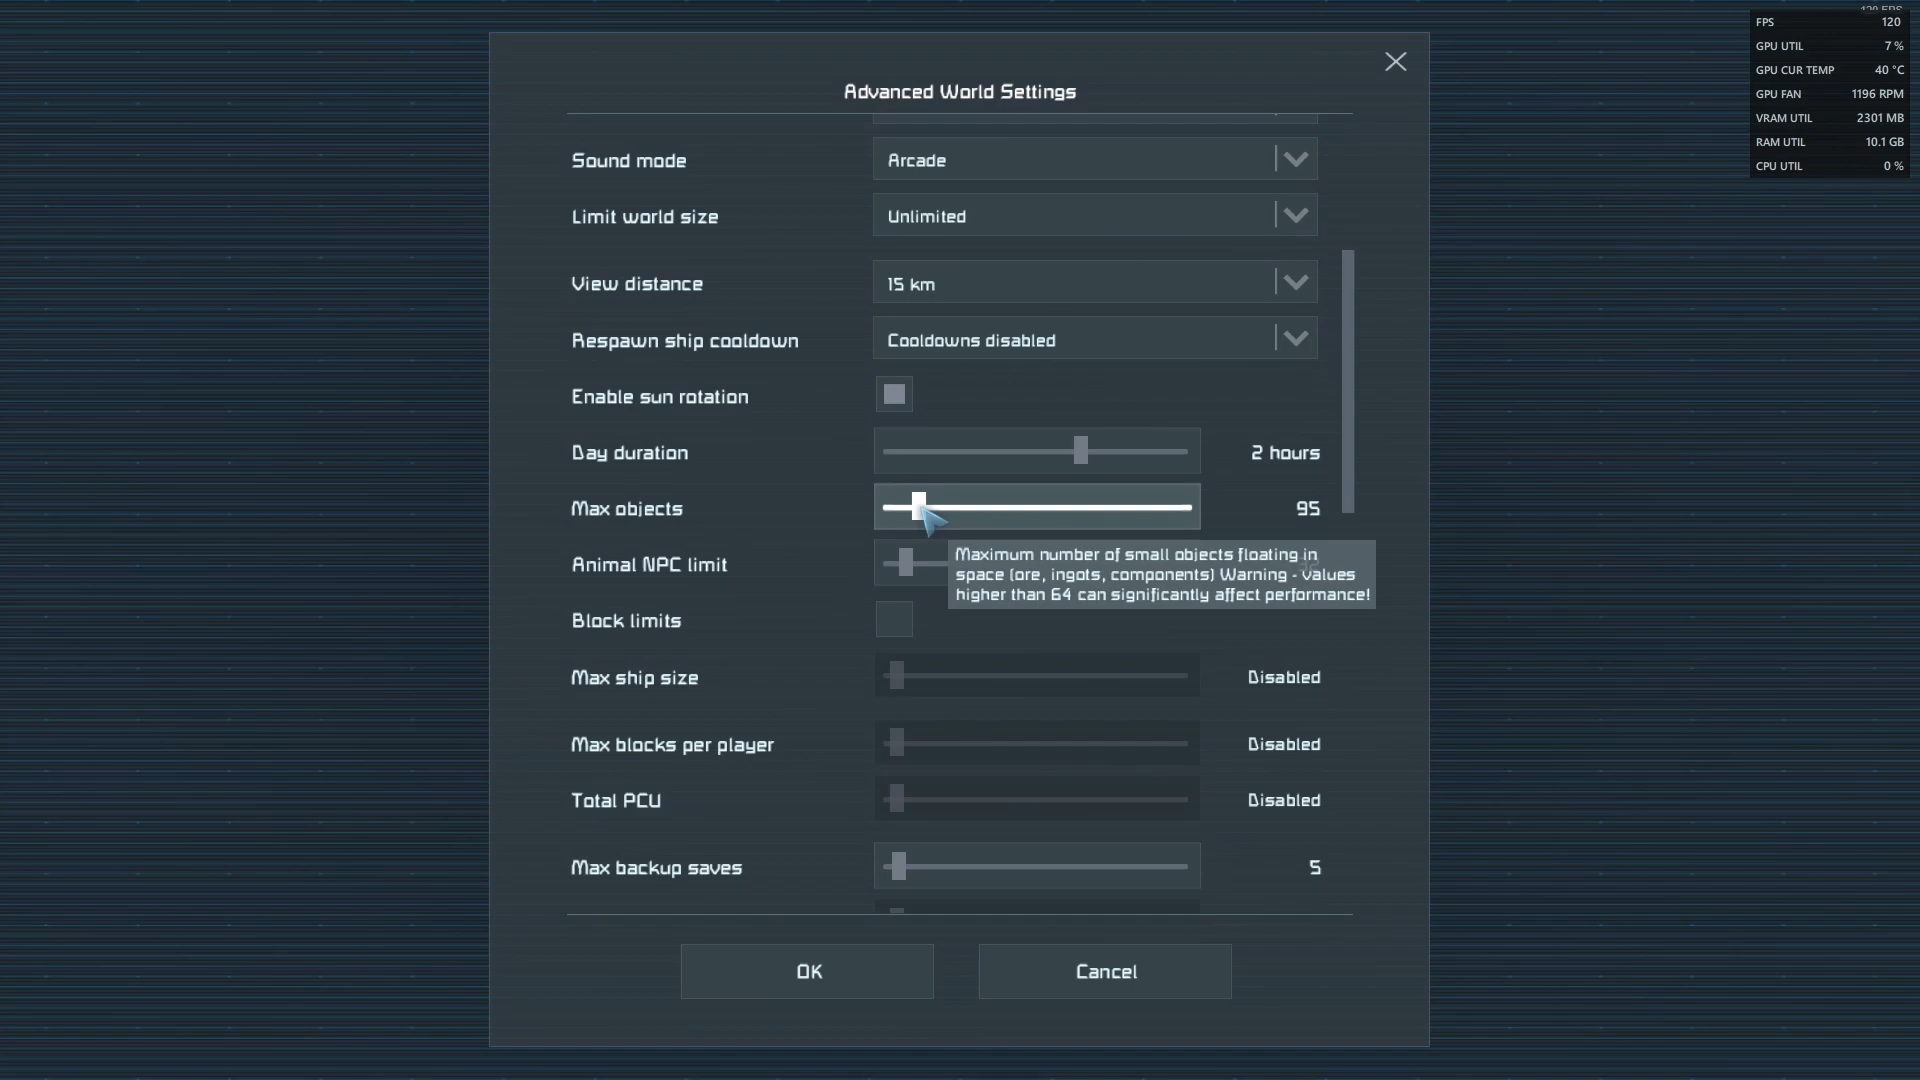 120 FPS
FPS 120
GPU UTIL 7 %
GPU CUR TEMP 40 °C
GPU FAN 1196 RPM
VRAM UTIL 2301 MB
RAM UTIL 10.1 GB
CPU UTIL 0 %
Advanced World Settings
Sound mode Arcade
Limit world size Unlimited
View distance 15 km
Respawn ship cooldown Cooldowns disabled
Enable sun rotation
Day duration 2 hours
Max objects 95
Maximum number of small objects floating in
space (ore, ingots, components) Warning - values
higher than 64 can significantly affect performance!
Animal NPC limit
Block limits
Max ship size Disabled
Max blocks per player Disabled
Total PCU Disabled
Max backup saves 5
OK Cancel